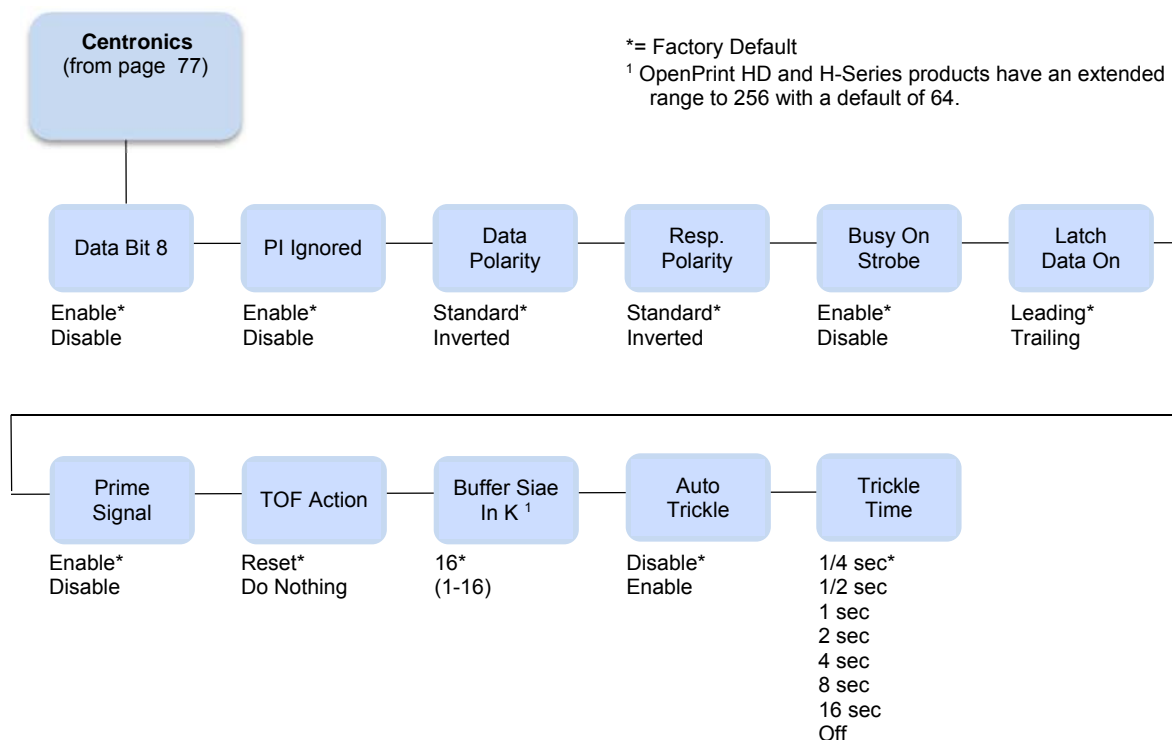 Centronics
(from page 77)
*= Factory Default
¹ OpenPrint HD and H-Series products have an extended
range to 256 with a default of 64.
Data Bit 8
Enable*
Disable
PI Ignored
Enable*
Disable
Data
Polarity
Standard*
Inverted
Resp.
Polarity
Standard*
Inverted
Busy On
Strobe
Enable*
Disable
Latch
Data On
Leading*
Trailing
Prime
Signal
Enable*
Disable
TOF Action
Reset*
Do Nothing
Buffer Siae
In K ¹
16*
(1-16)
Auto
Trickle
Disable*
Enable
Trickle
Time
1/4 sec*
1/2 sec
1 sec
2 sec
4 sec
8 sec
16 sec
Off